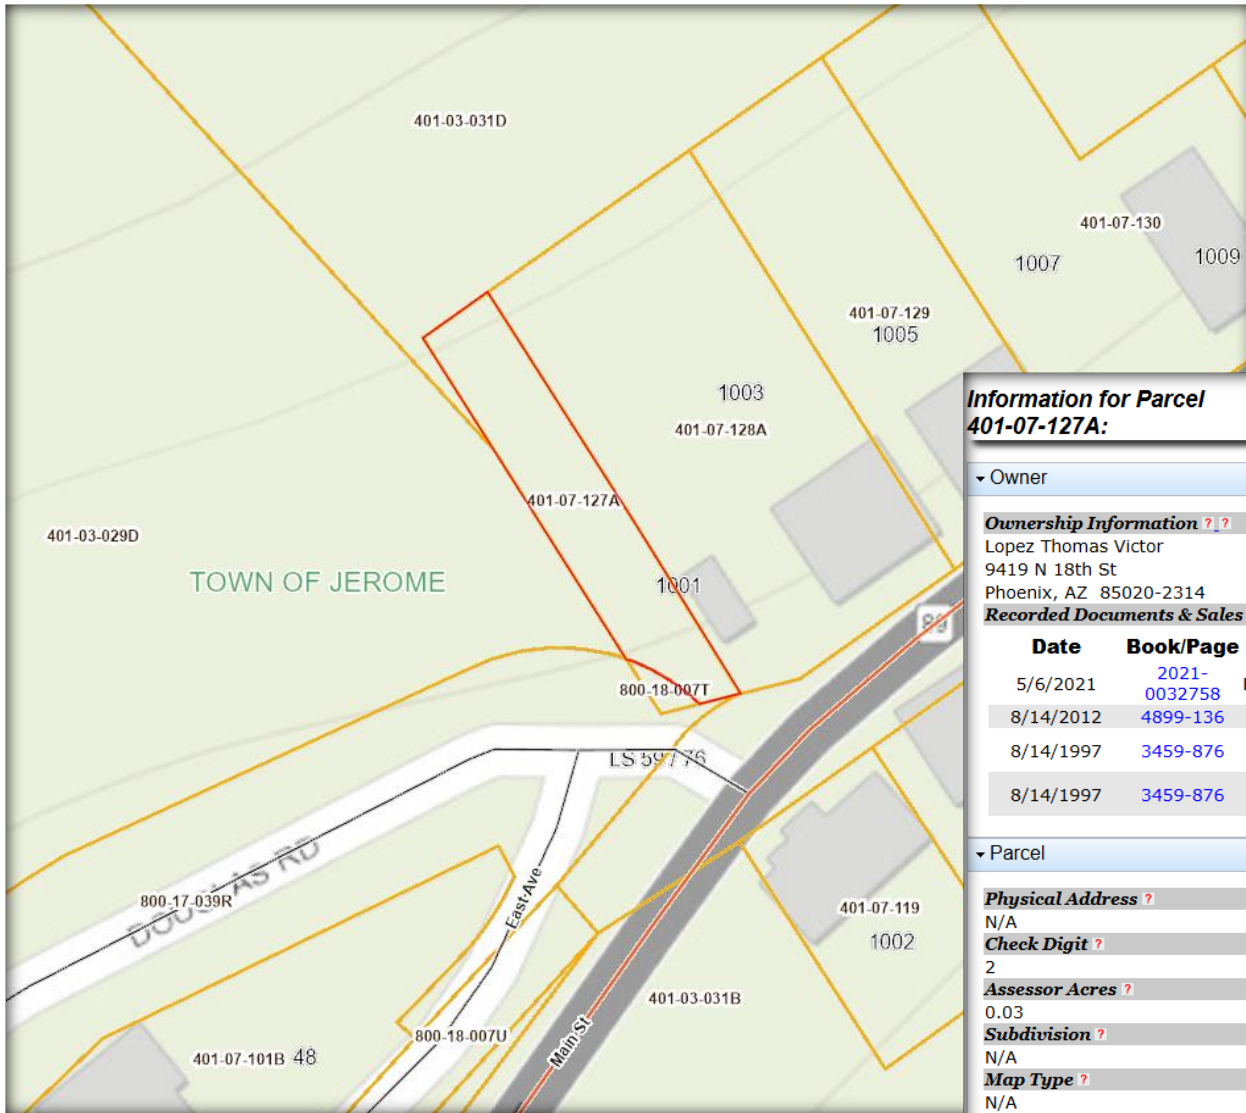 401-03-031D
401-07-130
1007
1009
401-07-129
1005
1003
401-07-128A
401-07-127A
401-03-029D
TOWN OF JEROME
1001
89
800-18-007T
LS 59/76
DOUGLAS RD
800-17-039R
East Ave
401-07-119
1002
401-03-031B
800-18-007U
Main St
401-07-101B 48
Information for Parcel
401-07-127A:
Owner
Ownership Information ? ?
Lopez Thomas Victor
9419 N 18th St
Phoenix, AZ 85020-2314
Recorded Documents & Sales
Date Book/Page
5/6/2021 2021-
0032758
8/14/2012 4899-136
8/14/1997 3459-876
8/14/1997 3459-876
Parcel
Physical Address ?
N/A
Check Digit ?
2
Assessor Acres ?
0.03
Subdivision ?
N/A
Map Type ?
N/A